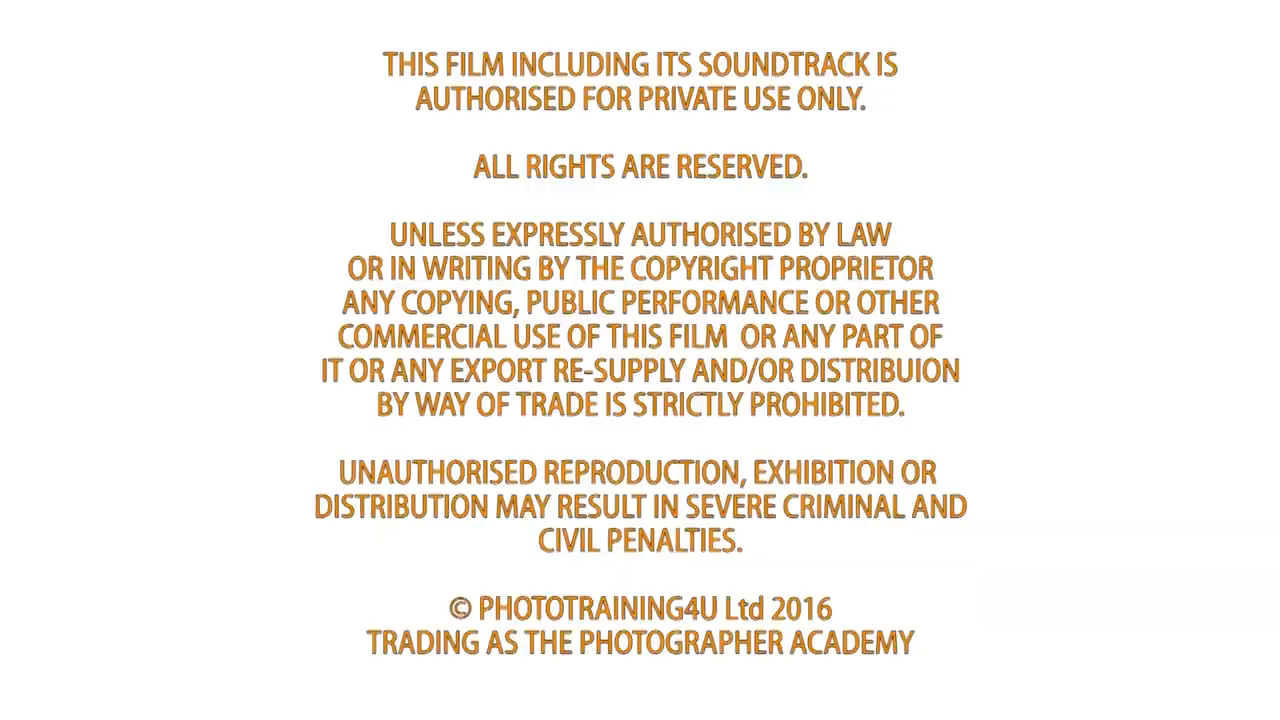 THIS FILM INCLUDING ITS SOUNDTRACK IS
AUTHORISED FOR PRIVATE USE ONLY.
ALL RIGHTS ARE RESERVED.
UNLESS EXPRESSLY AUTHORISED BY LAW
OR IN WRITING BY THE COPYRIGHT PROPRIETOR
ANY COPYING, PUBLIC PERFORMANCE OR OTHER
COMMERCIAL USE OF THIS FILM  OR ANY PART OF
IT OR ANY EXPORT RE-SUPPLY AND/OR DISTRIBUION
BY WAY OF TRADE IS STRICTLY PROHIBITED.
UNAUTHORISED REPRODUCTION, EXHIBITION OR
DISTRIBUTION MAY RESULT IN SEVERE CRIMINAL AND
CIVIL PENALTIES.
© PHOTOTRAINING4U Ltd 2016
TRADING AS THE PHOTOGRAPHER ACADEMY